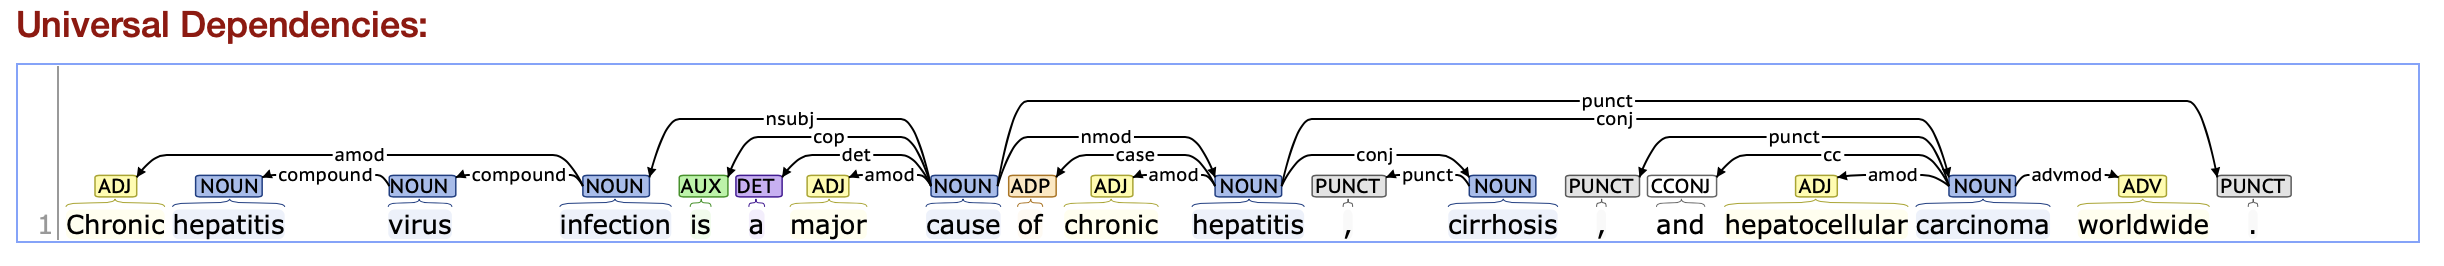 Universal Dependencies:
punct
nsubj conj
cop nmod punct
amod det case conj cc
ADJ NOUN compound NOUN compound NOUN AUX DET ADJ amod NOUN ADP ADJ amod NOUN PUNCT punct NOUN PUNCT CCONJ ADJ amod NOUN advmod ADV PUNCT
1 Chronic hepatitis virus infection is a major cause of chronic hepatitis , cirrhosis , and hepatocellular carcinoma worldwide .